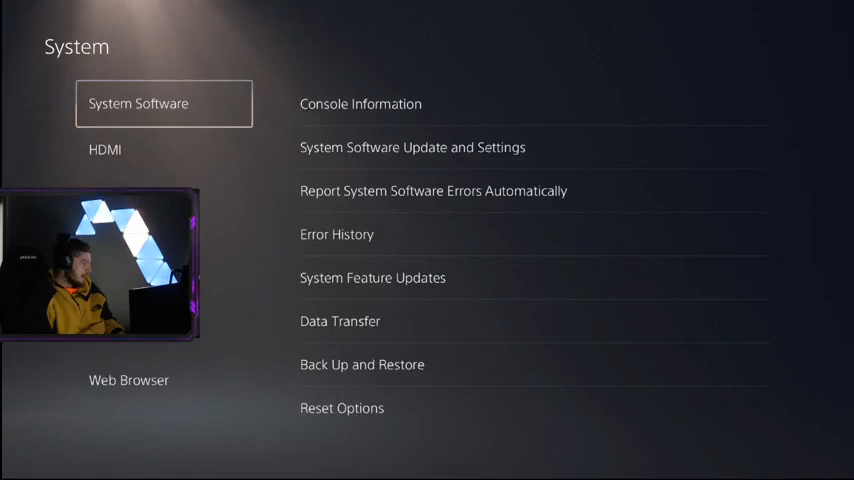 System
System Software
HDMI
Web Browser
Console Information
System Software Update and Settings
Report System Software Errors Automatically
Error History
System Feature Updates
Data Transfer
Back Up and Restore
Reset Options